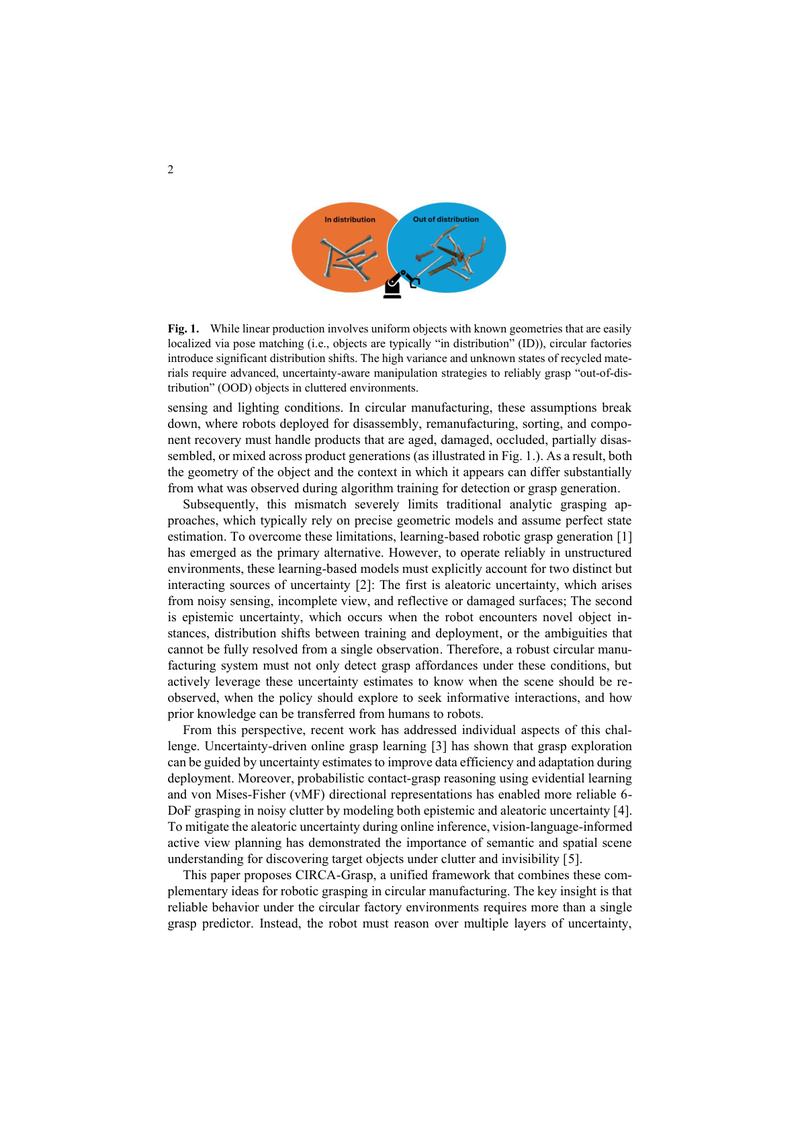 2
In distribution
Out of distribution
Fig. 1. While linear production involves uniform objects with known geometries that are easily
localized via pose matching (i.e., objects are typically “in distribution” (ID)), circular factories
introduce significant distribution shifts. The high variance and unknown states of recycled mate-
rials require advanced, uncertainty-aware manipulation strategies to reliably grasp “out-of-dis-
tribution” (OOD) objects in cluttered environments.
sensing and lighting conditions. In circular manufacturing, these assumptions break
down, where robots deployed for disassembly, remanufacturing, sorting, and compo-
nent recovery must handle products that are aged, damaged, occluded, partially disas-
sembled, or mixed across product generations (as illustrated in Fig. 1.). As a result, both
the geometry of the object and the context in which it appears can differ substantially
from what was observed during algorithm training for detection or grasp generation.
Subsequently, this mismatch severely limits traditional analytic grasping ap-
proaches, which typically rely on precise geometric models and assume perfect state
estimation. To overcome these limitations, learning-based robotic grasp generation [1]
has emerged as the primary alternative. However, to operate reliably in unstructured
environments, these learning-based models must explicitly account for two distinct but
interacting sources of uncertainty [2]: The first is aleatoric uncertainty, which arises
from noisy sensing, incomplete view, and reflective or damaged surfaces; The second
is epistemic uncertainty, which occurs when the robot encounters novel object in-
stances, distribution shifts between training and deployment, or the ambiguities that
cannot be fully resolved from a single observation. Therefore, a robust circular manu-
facturing system must not only detect grasp affordances under these conditions, but
actively leverage these uncertainty estimates to know when the scene should be re-
observed, when the policy should explore to seek informative interactions, and how
prior knowledge can be transferred from humans to robots.
From this perspective, recent work has addressed individual aspects of this chal-
lenge. Uncertainty-driven online grasp learning [3] has shown that grasp exploration
can be guided by uncertainty estimates to improve data efficiency and adaptation during
deployment. Moreover, probabilistic contact-grasp reasoning using evidential learning
and von Mises-Fisher (vMF) directional representations has enabled more reliable 6-
DoF grasping in noisy clutter by modeling both epistemic and aleatoric uncertainty [4].
To mitigate the aleatoric uncertainty during online inference, vision-language-informed
active view planning has demonstrated the importance of semantic and spatial scene
understanding for discovering target objects under clutter and invisibility [5].
This paper proposes CIRCA-Grasp, a unified framework that combines these com-
plementary ideas for robotic grasping in circular manufacturing. The key insight is that
reliable behavior under the circular factory environments requires more than a single
grasp predictor. Instead, the robot must reason over multiple layers of uncertainty,